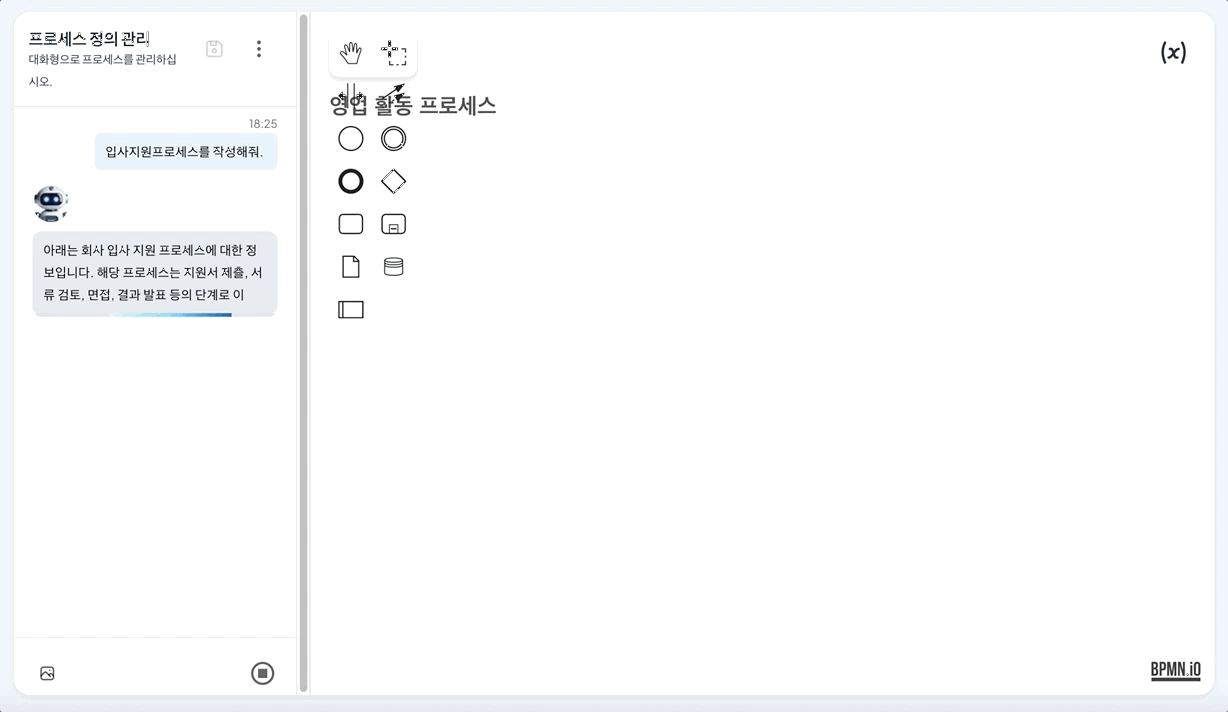 프로세스 정의 관리
대화형으로 프로세스를 관리하십
시오.
18:25
입사지원프로세스를 작성해줘.
아래는 회사 입사 지원 프로세스에 대한 정
보입니다. 해당 프로세스는 지원서 제출, 서
류 검토, 면접, 결과 발표 등의 단계로 이
(x)
영업 활동 프로세스
BPMN.iO